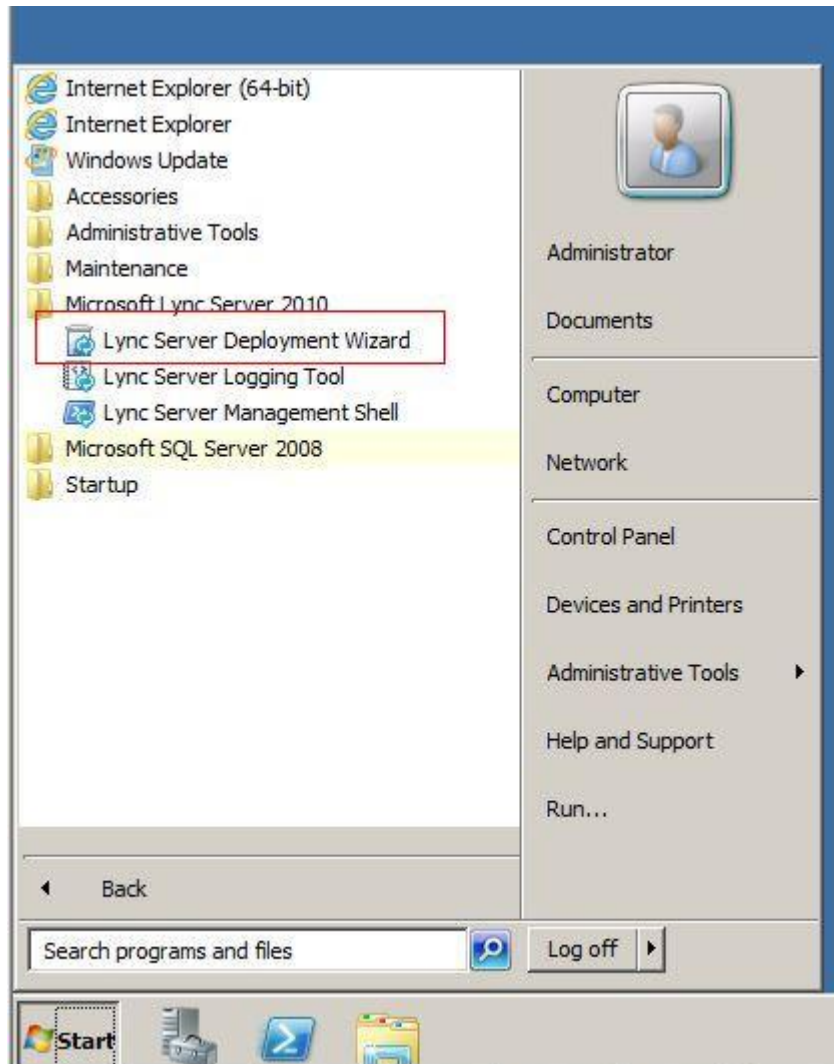 Internet Explorer (64-bit)
Internet Explorer
Windows Update
Accessories
Administrative Tools
Maintenance
Microsoft Lync Server 2010
Lync Server Deployment Wizard
Lync Server Logging Tool
Lync Server Management Shell
Microsoft SQL Server 2008
Startup
Back
Search programs and files
Administrator
Documents
Computer
Network
Control Panel
Devices and Printers
Administrative Tools
Help and Support
Run...
Log off
Start